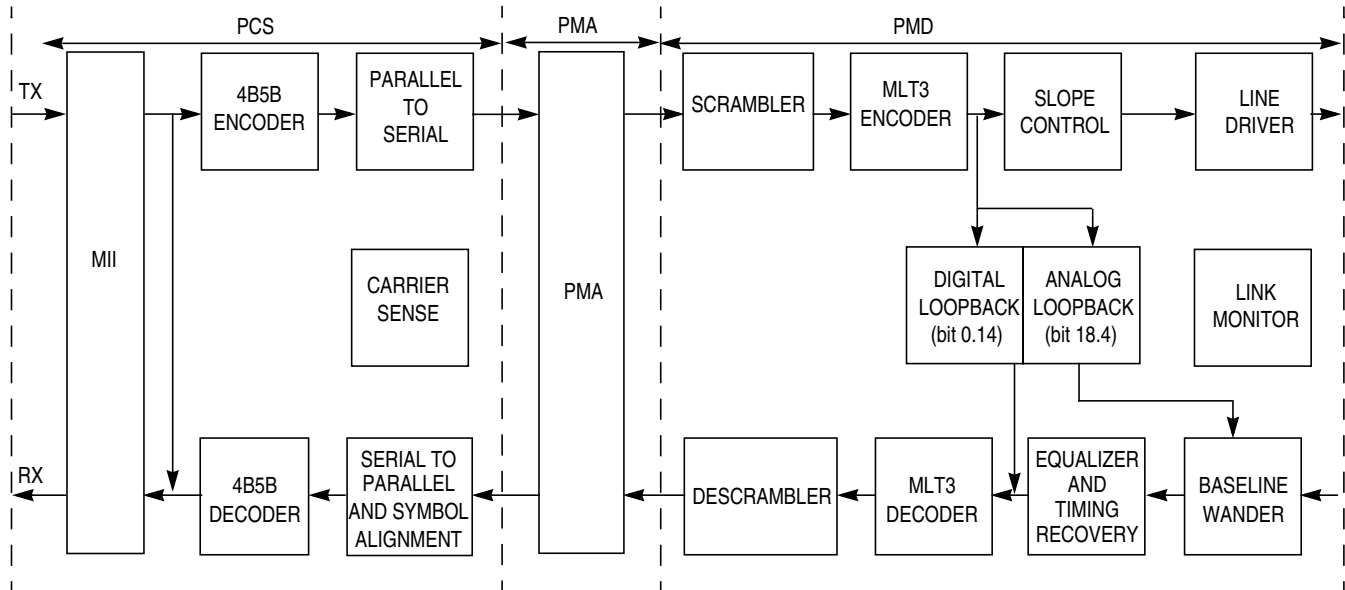 PCS
PMA
PMD
TX
MII
4B5B
ENCODER
PARALLEL
TO
SERIAL
PMA
SCRAMBLER
MLT3
ENCODER
SLOPE
CONTROL
LINE
DRIVER
CARRIER
SENSE
DIGITAL
LOOPBACK
(bit 0.14)
ANALOG
LOOPBACK
(bit 18.4)
LINK
MONITOR
RX
4B5B
DECODER
SERIAL TO
PARALLEL
AND SYMBOL
ALIGNMENT
DESCRAMBLER
MLT3
DECODER
EQUALIZER
AND
TIMING
RECOVERY
BASELINE
WANDER